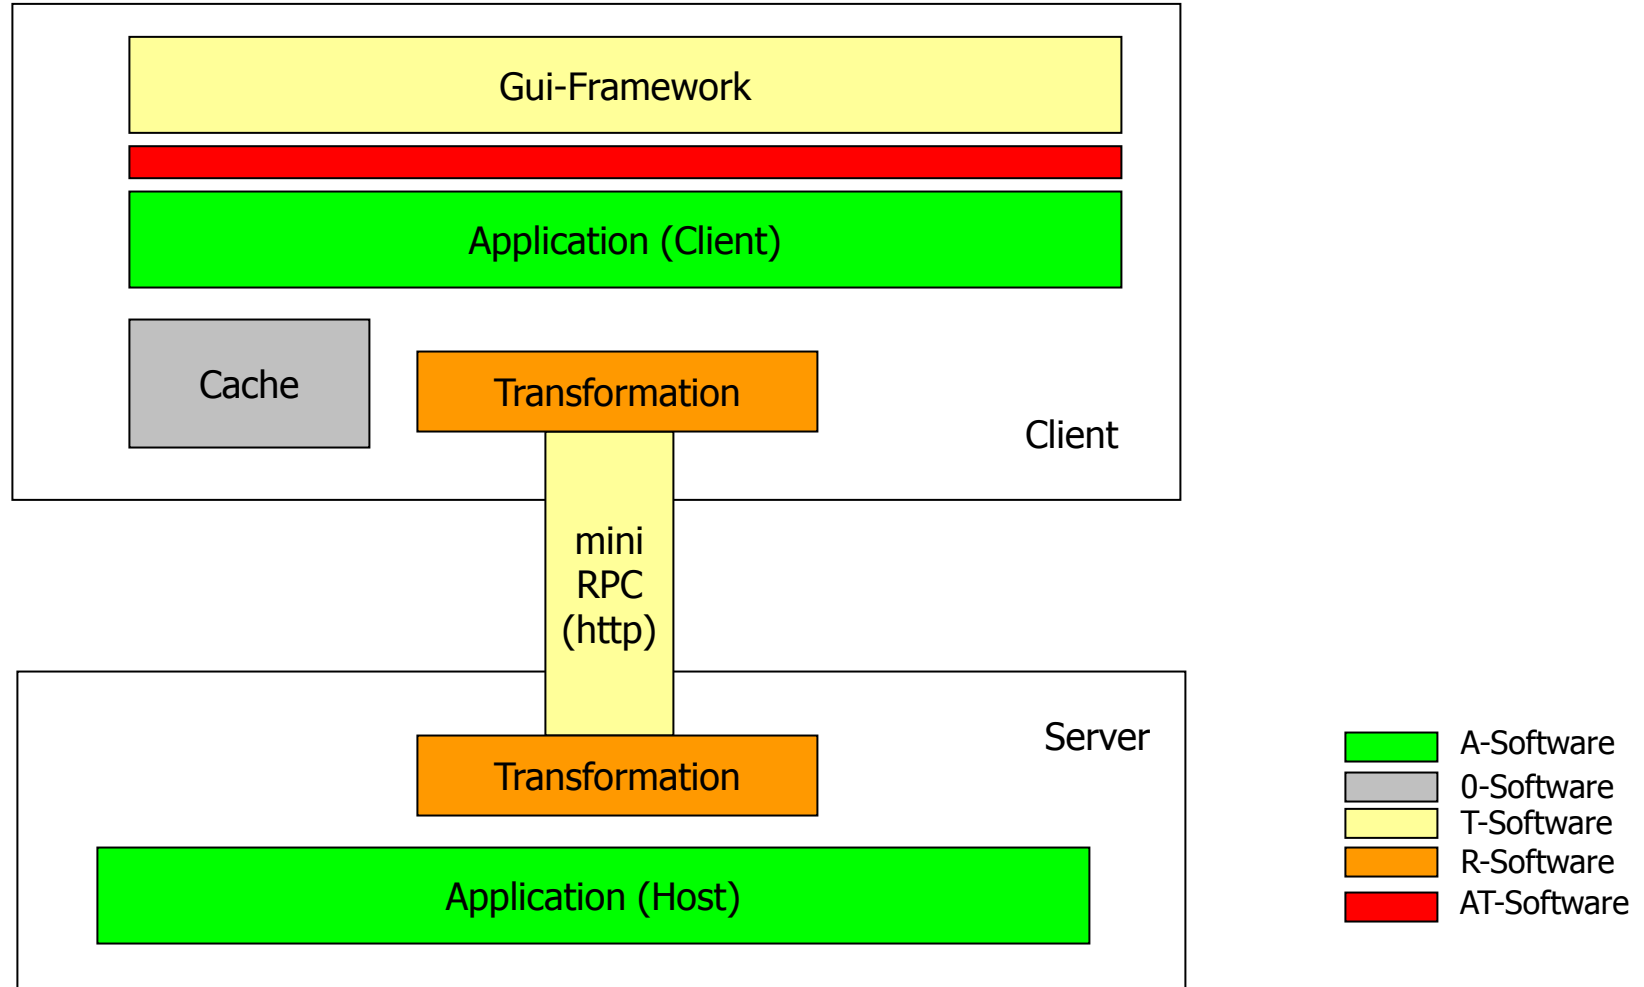 Gui-Framework
Application (Client)
Cache
Transformation
Client
mini
RPC
(http)
Server
Transformation
Application (Host)
A-Software
0-Software
T-Software
R-Software
AT-Software